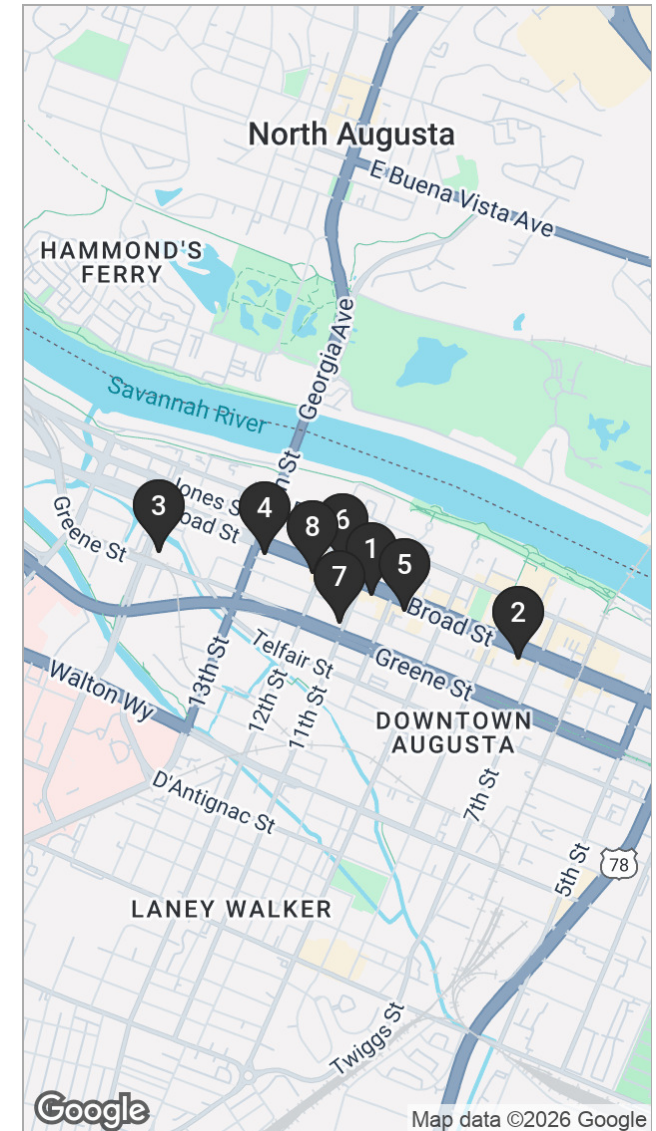 North Augusta
E Buena Vista Ave
HAMMOND'S
FERRY
Georgia Ave
Savannah River
Jones S
n St
oad St
Greene St
3
4
8
6
1
5
7
2
Broad St
Telfair St
Greene St
13th St
12th St
11th St
Walton Wy
DOWNTOWN
AUGUSTA
7th St
D'Antignac St
5th St
78
LANEY WALKER
Twiggs St
Google
Map data ©2026 Google